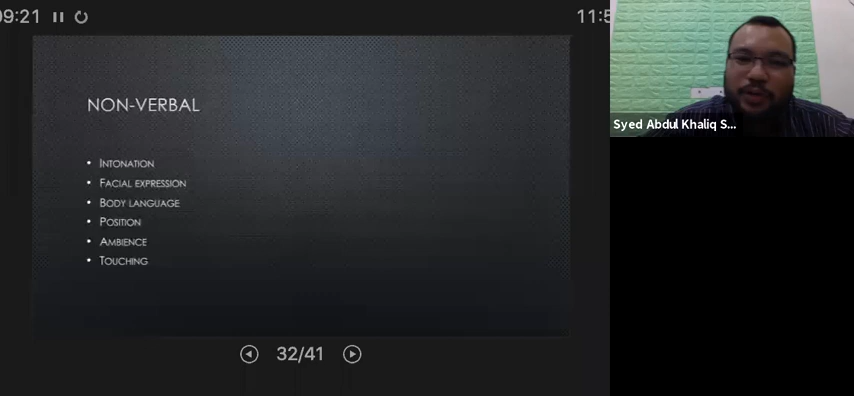 09:21
11:5
NON-VERBAL
• INTONATION
• FACIAL EXPRESSION
• BODY LANGUAGE
• POSITION
• AMBIENCE
• TOUCHING
32/41
Syed Abdul Khaliq S...